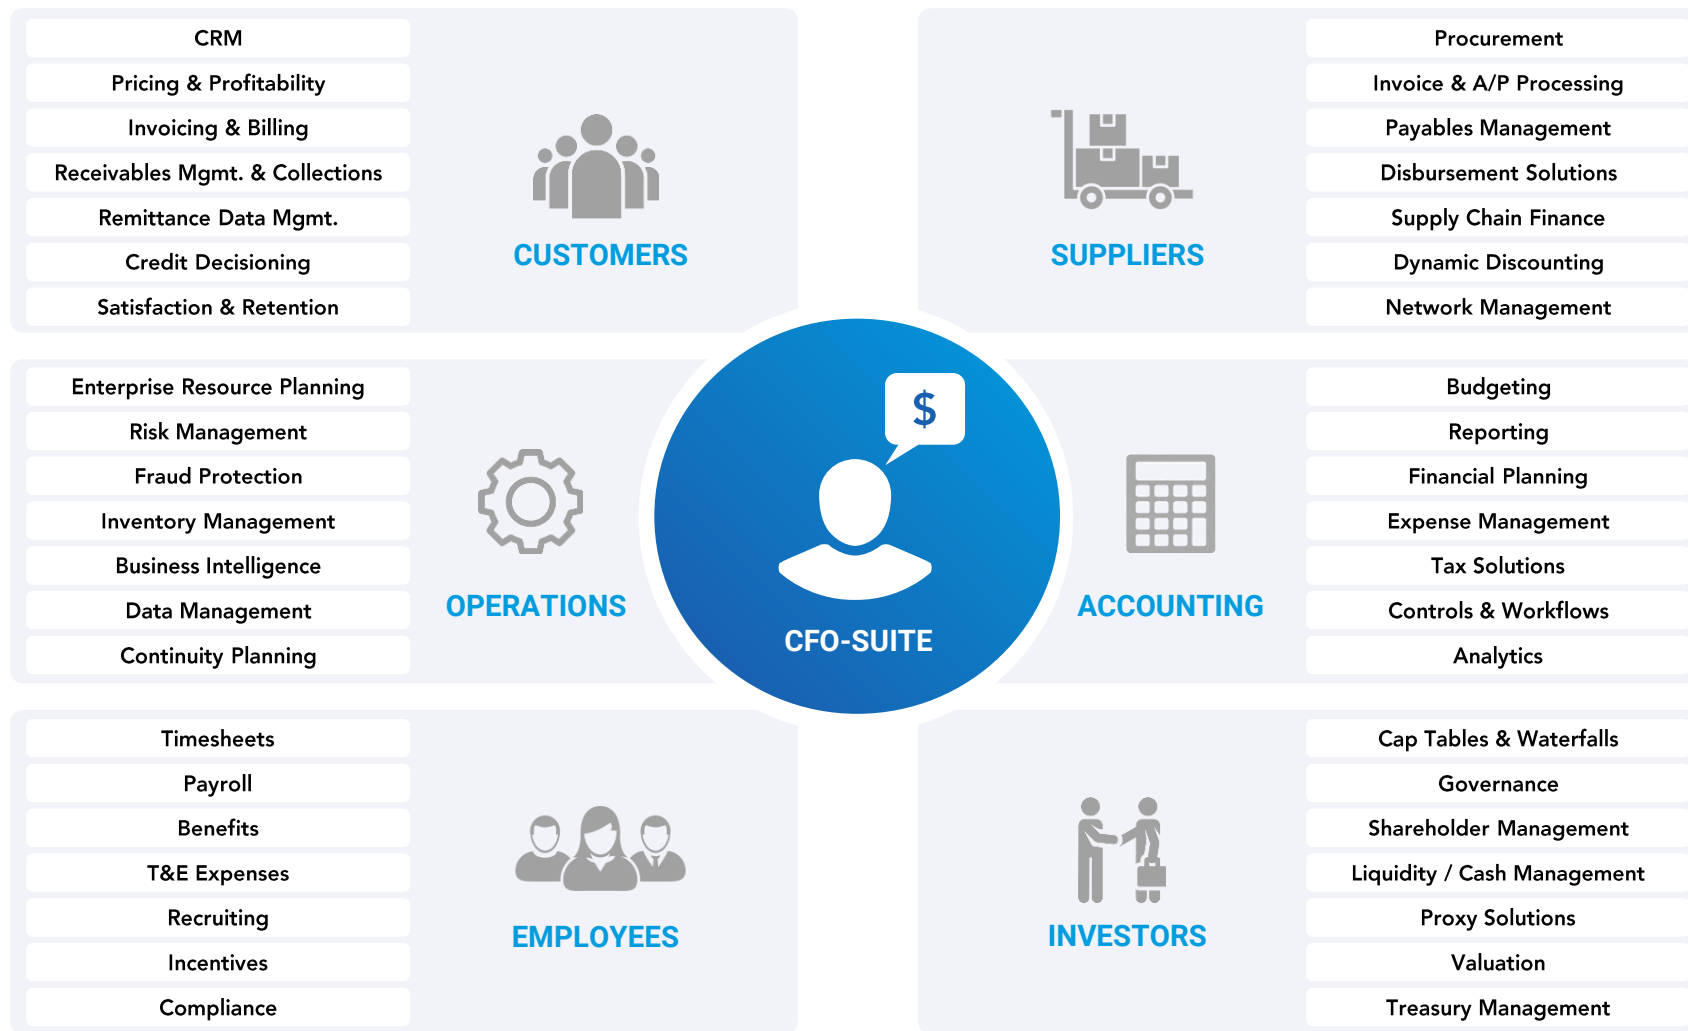 CRM
Pricing & Profitability
Invoicing & Billing
Receivables Mgmt. & Collections
Remittance Data Mgmt.
Credit Decisioning
Satisfaction & Retention
CUSTOMERS
Procurement
Invoice & A/P Processing
Payables Management
Disbursement Solutions
Supply Chain Finance
Dynamic Discounting
Network Management
SUPPLIERS
Enterprise Resource Planning
Risk Management
Fraud Protection
Inventory Management
Business Intelligence
Data Management
Continuity Planning
OPERATIONS
$
CFO-SUITE
Budgeting
Reporting
Financial Planning
Expense Management
Tax Solutions
Controls & Workflows
Analytics
ACCOUNTING
Timesheets
Payroll
Benefits
T&E Expenses
Recruiting
Incentives
Compliance
EMPLOYEES
Cap Tables & Waterfalls
Governance
Shareholder Management
Liquidity / Cash Management
Proxy Solutions
Valuation
Treasury Management
INVESTORS